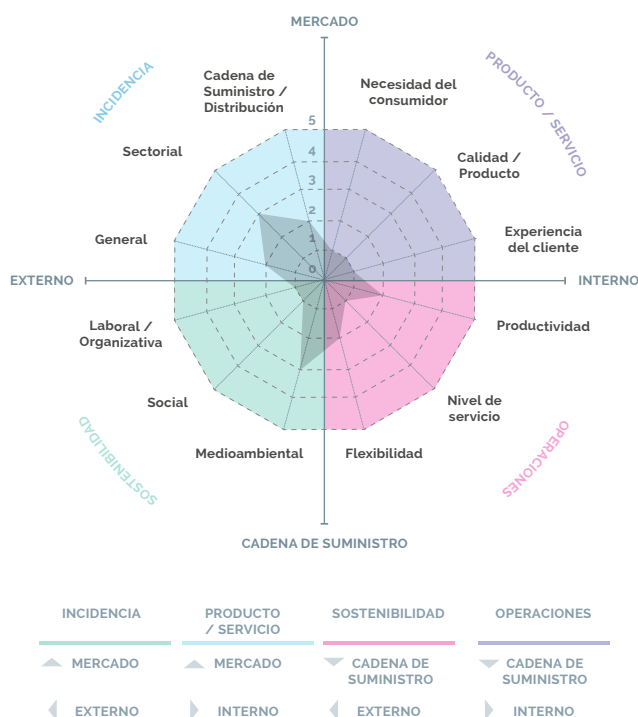 MERCADO
INCIDENCIA
PRODUCTO / SERVICIO
Cadena de
Suministro /
Distribución
Necesidad del
consumidor
Sectorial
Calidad /
Producto
General
Experiencia
del cliente
5
4
3
2
1
0
EXTERNO
INTERNO
Laboral /
Organizativa
Productividad
Social
Nivel de
servicio
Medioambiental
Flexibilidad
SOSTENIBILIDAD
OPERACIONES
CADENA DE SUMINISTRO
INCIDENCIA
MERCADO
EXTERNO
PRODUCTO
/ SERVICIO
MERCADO
INTERNO
SOSTENIBILIDAD
CADENA DE
SUMINISTRO
EXTERNO
OPERACIONES
CADENA DE
SUMINISTRO
INTERNO